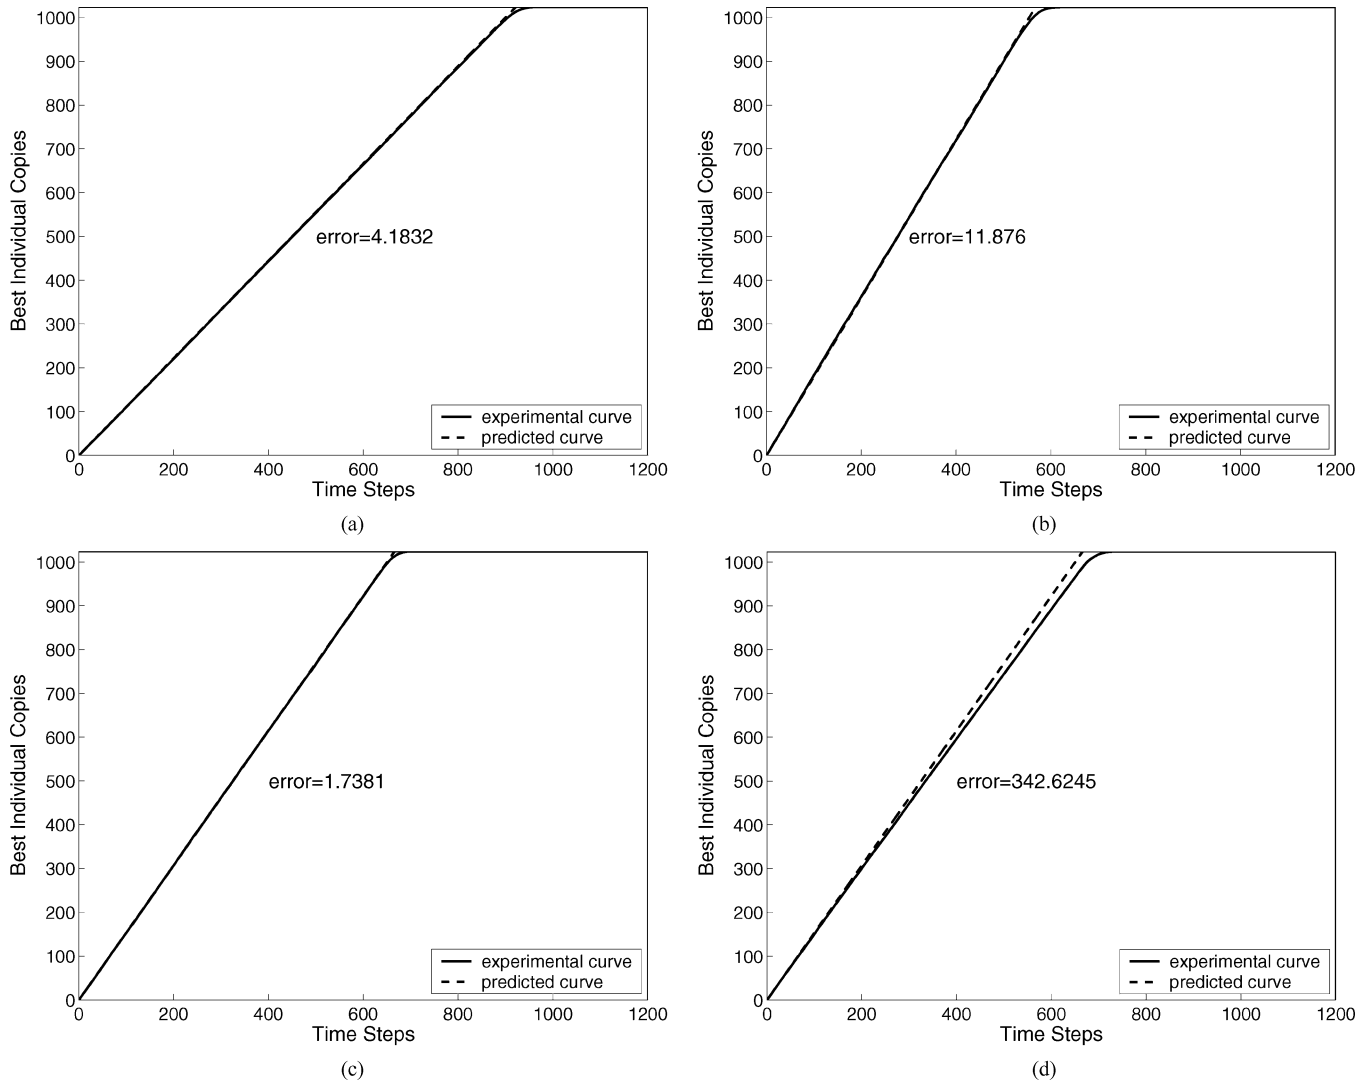 1000
900
800
700
600
500
400
300
200
100
0
Best Individual Copies
error=4.1832
experimental curve
predicted curve
0 200 400 600 800 1000 1200
Time Steps
(a)
1000
900
800
700
600
500
400
300
200
100
0
Best Individual Copies
error=11.876
experimental curve
predicted curve
0 200 400 600 800 1000 1200
Time Steps
(b)
1000
900
800
700
600
500
400
300
200
100
0
Best Individual Copies
error=1.7381
experimental curve
predicted curve
0 200 400 600 800 1000 1200
Time Steps
(c)
1000
900
800
700
600
500
400
300
200
100
0
Best Individual Copies
error=342.6245
experimental curve
predicted curve
0 200 400 600 800 1000 1200
Time Steps
(d)